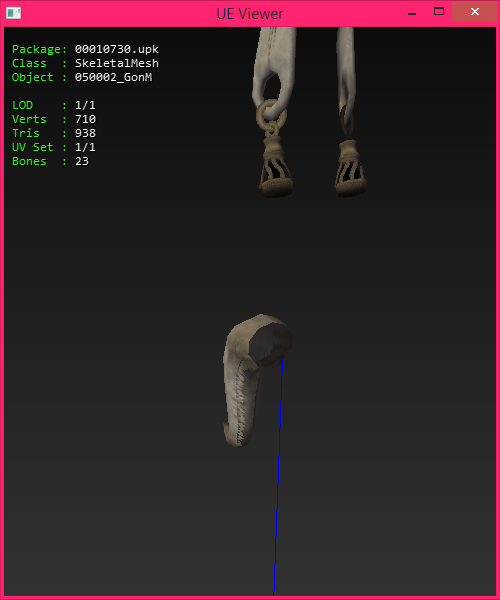 UE Viewer
Package: 00010730.upk
Class  : SkeletalMesh
Object : 050002_GonM
LOD    : 1/1
Verts  : 710
Tris   : 938
UV Set : 1/1
Bones  : 23